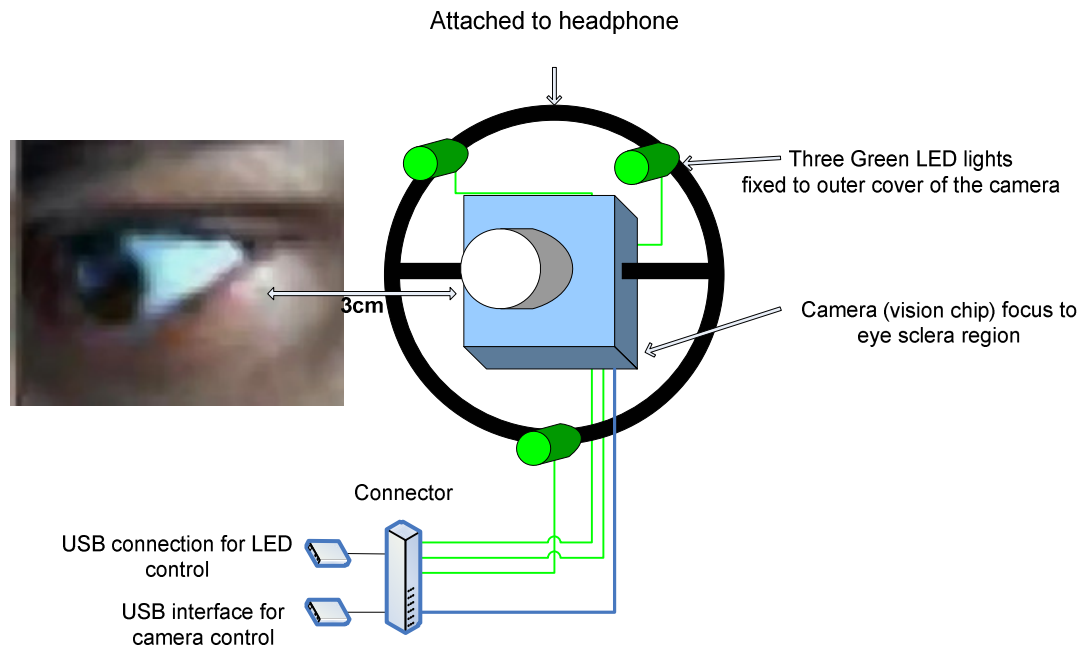 Attached to headphone
Three Green LED lights
fixed to outer cover of the camera
3cm
Camera (vision chip) focus to
eye sclera region
Connector
USB connection for LED
control
USB interface for
camera control